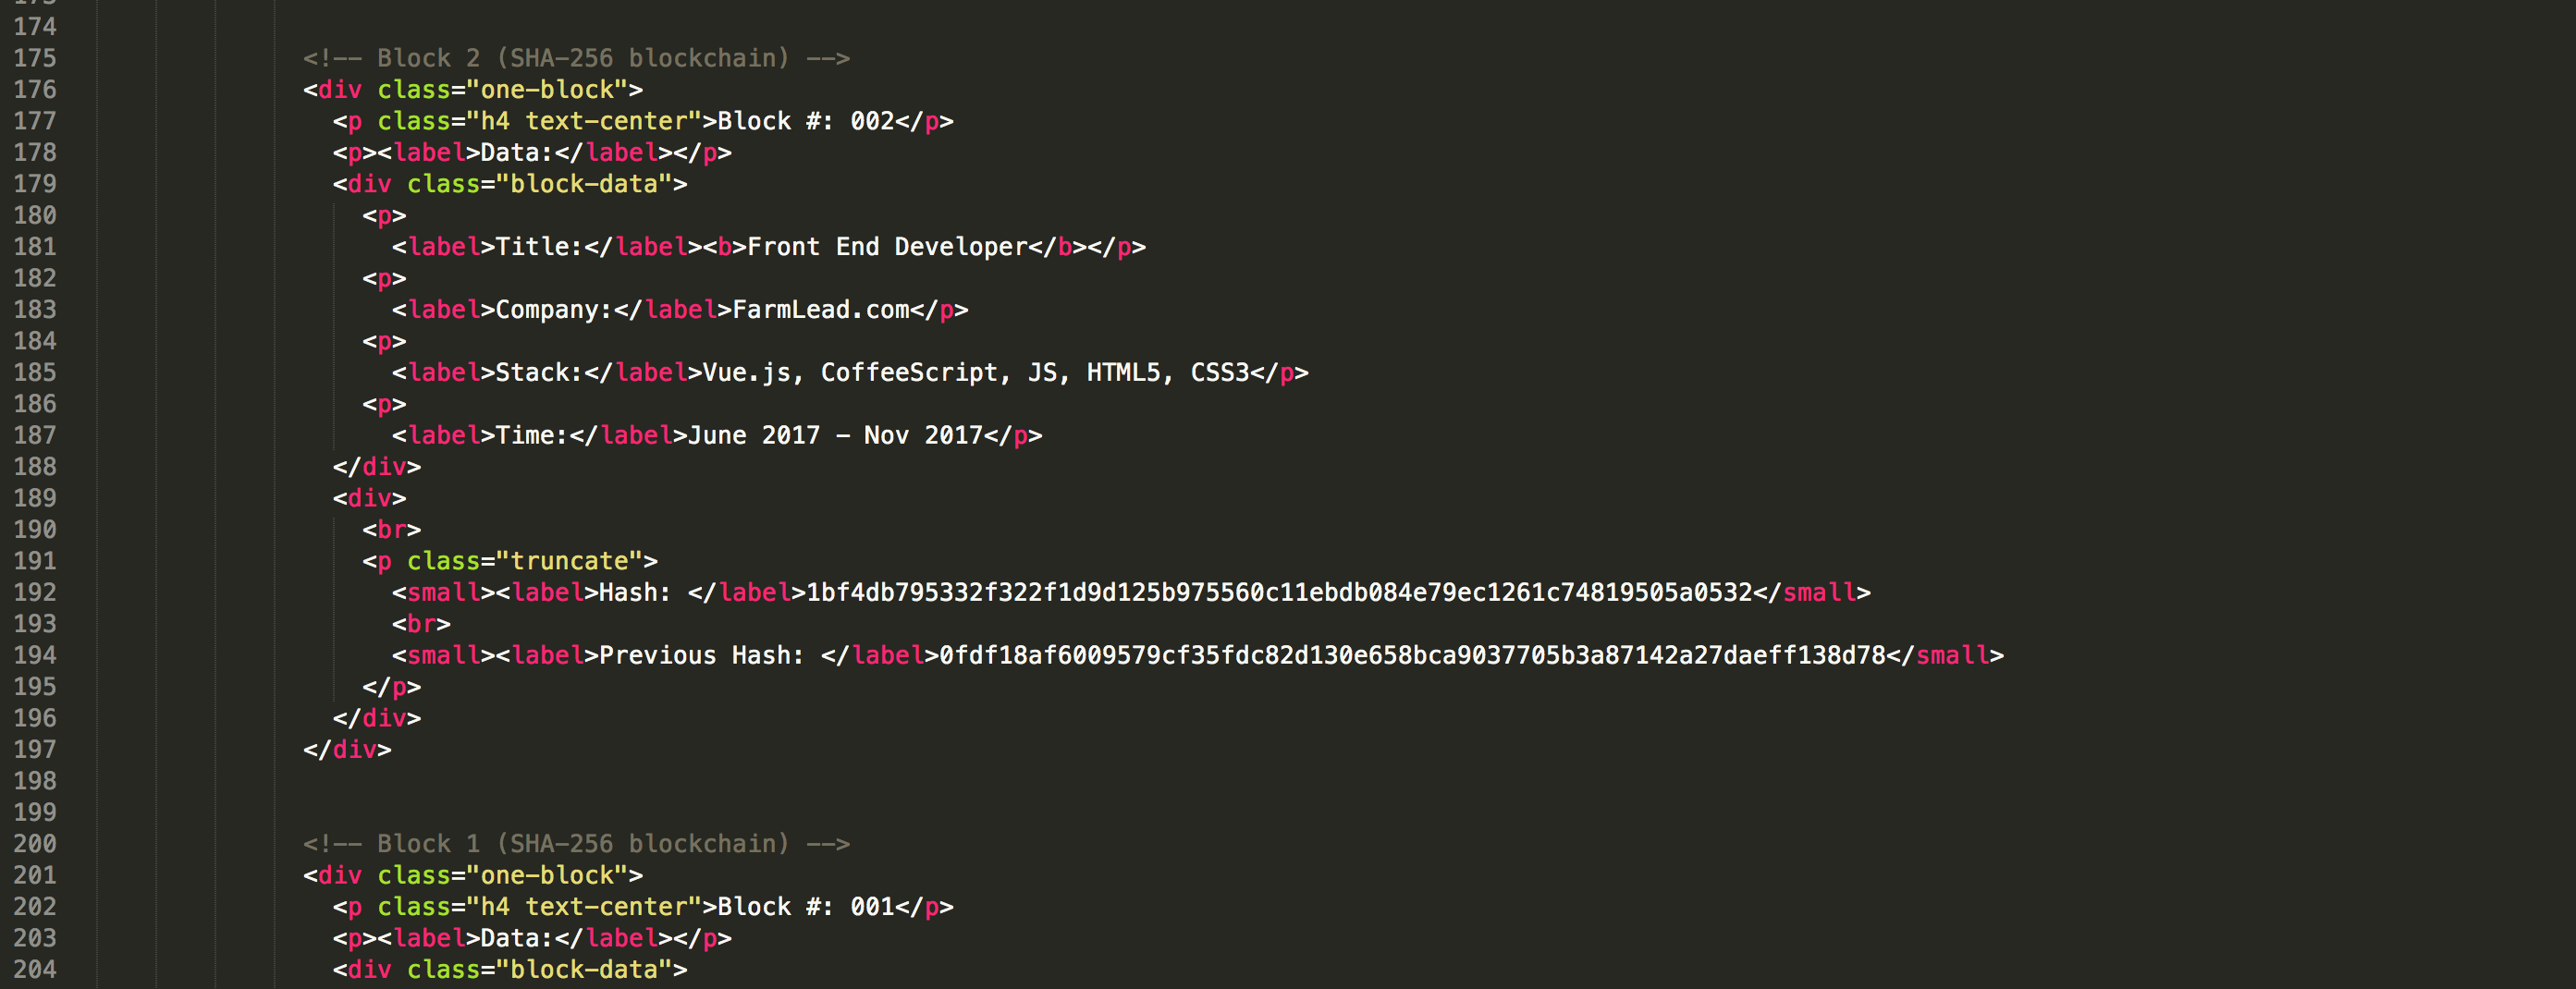 174
175 <!-- Block 2 (SHA-256 blockchain) -->
176 <div class="one-block">
177 <p class="h4 text-center">Block #: 002</p>
178 <p><label>Data:</label></p>
179 <div class="block-data">
180 <p>
181 <label>Title:</label><b>Front End Developer</b></p>
182 <p>
183 <label>Company:</label>FarmLead.com</p>
184 <p>
185 <label>Stack:</label>Vue.js, CoffeeScript, JS, HTML5, CSS3</p>
186 <p>
187 <label>Time:</label>June 2017 - Nov 2017</p>
188 </div>
189 <div>
190 <br>
191 <p class="truncate">
192 <small><label>Hash: </label>1bf4db795332f322f1d9d125b975560c11ebdb084e79ec1261c74819505a0532</small>
193 <br>
194 <small><label>Previous Hash: </label>0fdf18af6009579cf35fdc82d130e658bca9037705b3a87142a27daeff138d78</small>
195 </p>
196 </div>
197 </div>
198
199
200 <!-- Block 1 (SHA-256 blockchain) -->
201 <div class="one-block">
202 <p class="h4 text-center">Block #: 001</p>
203 <p><label>Data:</label></p>
204 <div class="block-data">